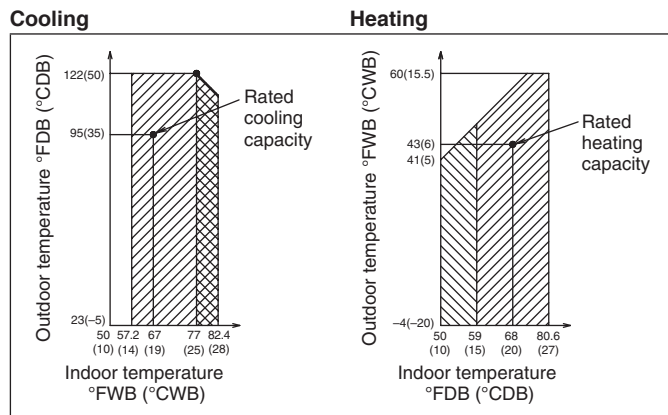 Cooling
Outdoor temperature °FDB (°CDB)
122(50)
95(35)
23(–5)
Rated
cooling
capacity
50 57.2 67 77 82.4
(10) (14) (19) (25) (28)
Indoor temperature
°FWB (°CWB)
Heating
Outdoor temperature °FWB (°CWB)
60(15.5)
43(6)
41(5)
–4(–20)
Rated
heating
capacity
50 59 68 80.6
(10) (15) (20) (27)
Indoor temperature
°FDB (°CDB)